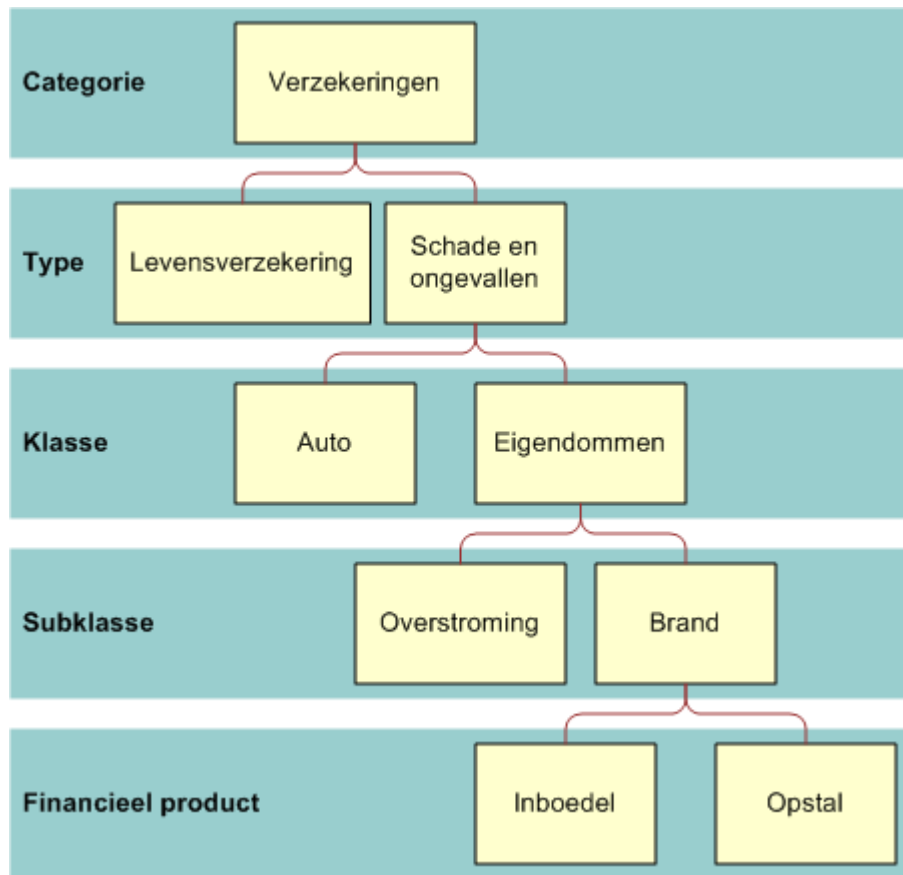 Categorie
Verzekeringen
Type
Levensverzekering
Schade en
ongevallen
Klasse
Auto
Eigendommen
Subklasse
Overstroming
Brand
Financieel product
Inboedel
Opstal